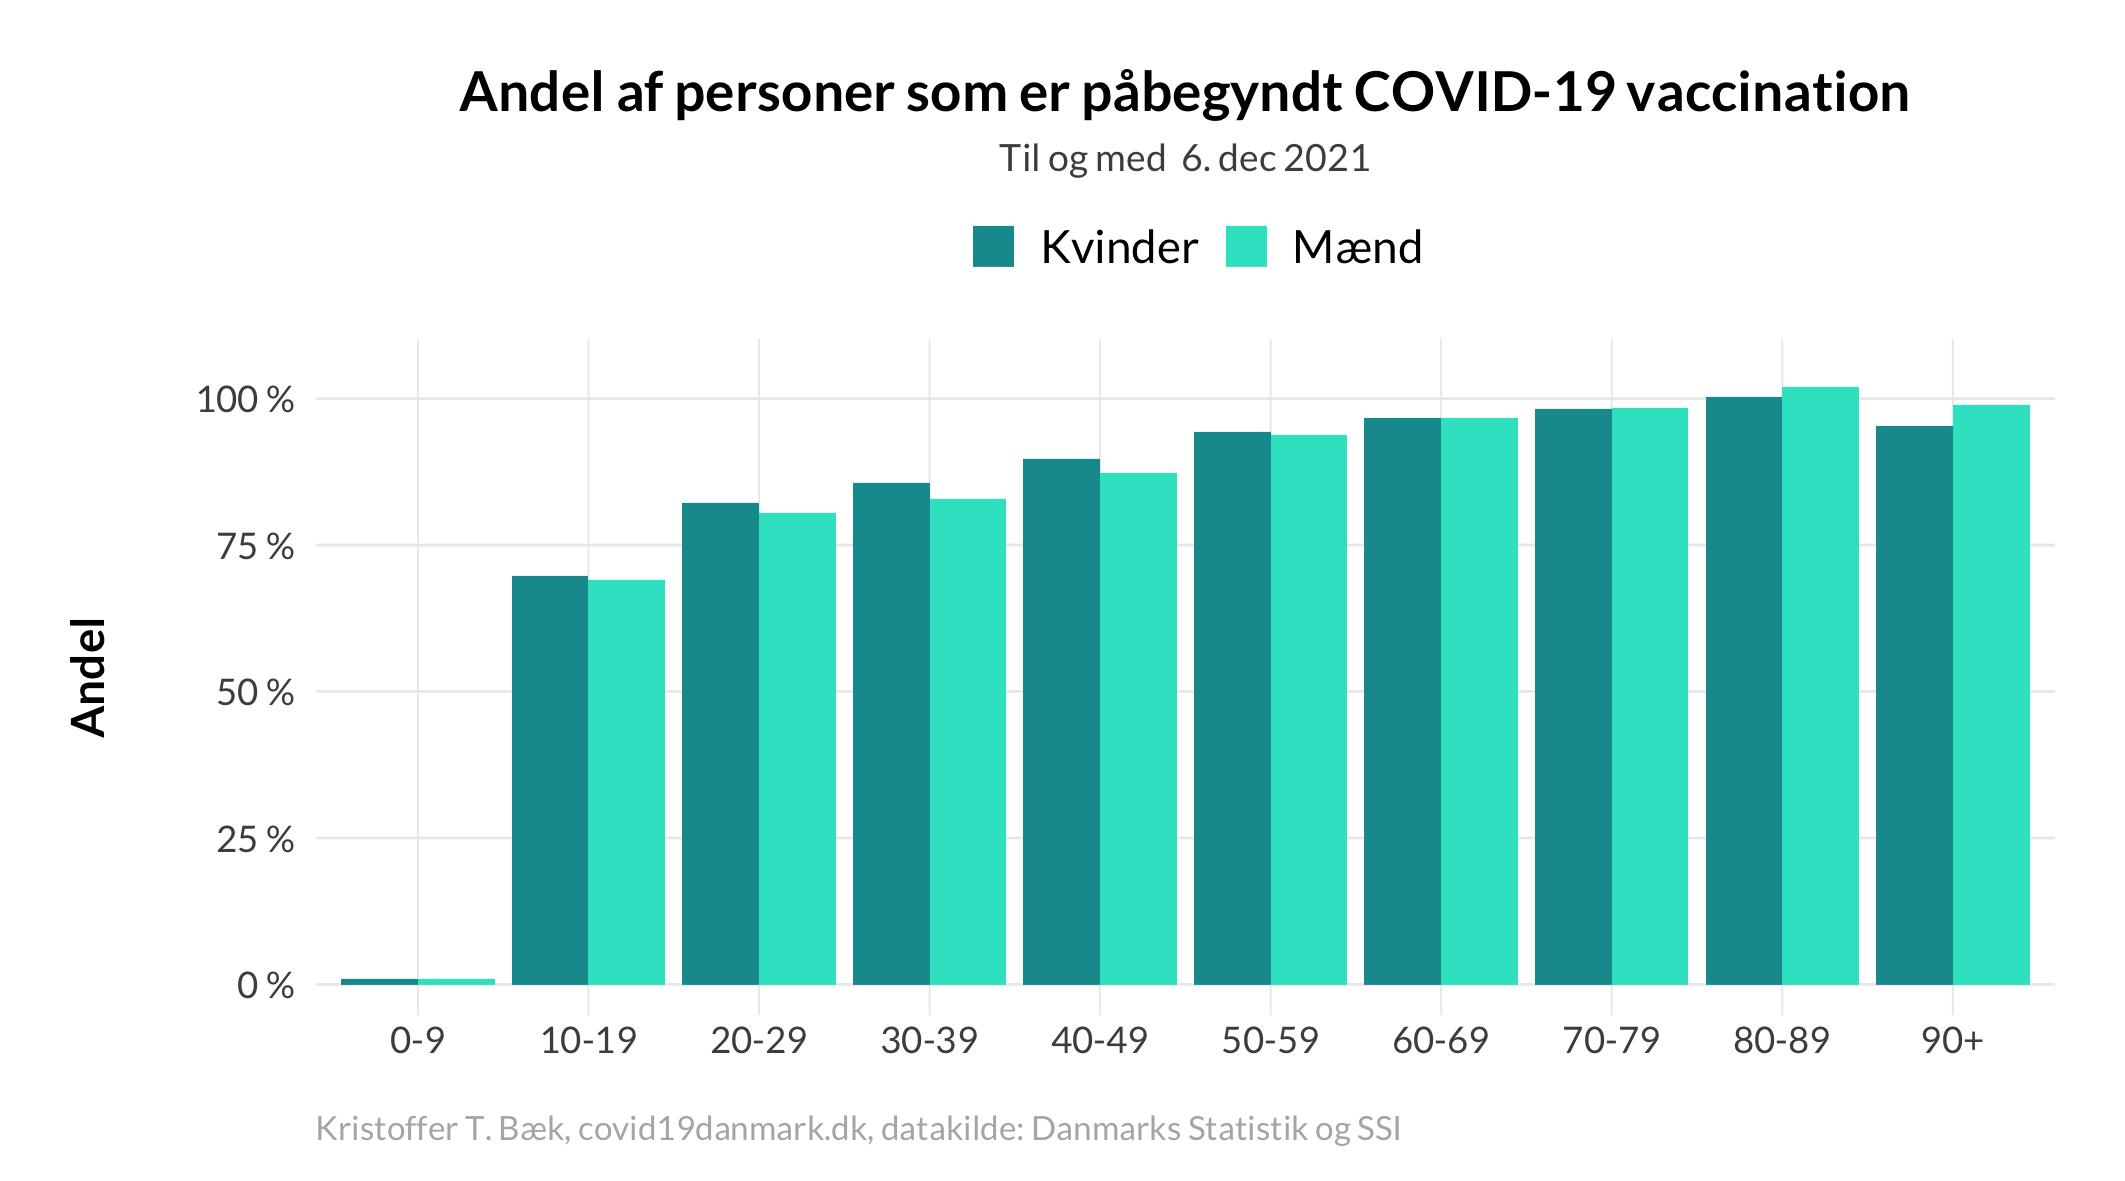 Andel af personer som er påbegyndt COVID-19 vaccination
Til og med 6. dec 2021
Kvinder Mænd
Andel
100 %
75 %
50 %
25 %
0 %
0-9 10-19 20-29 30-39 40-49 50-59 60-69 70-79 80-89 90+
Kristoffer T. Bæk, covid19danmark.dk, datakilde: Danmarks Statistik og SSI